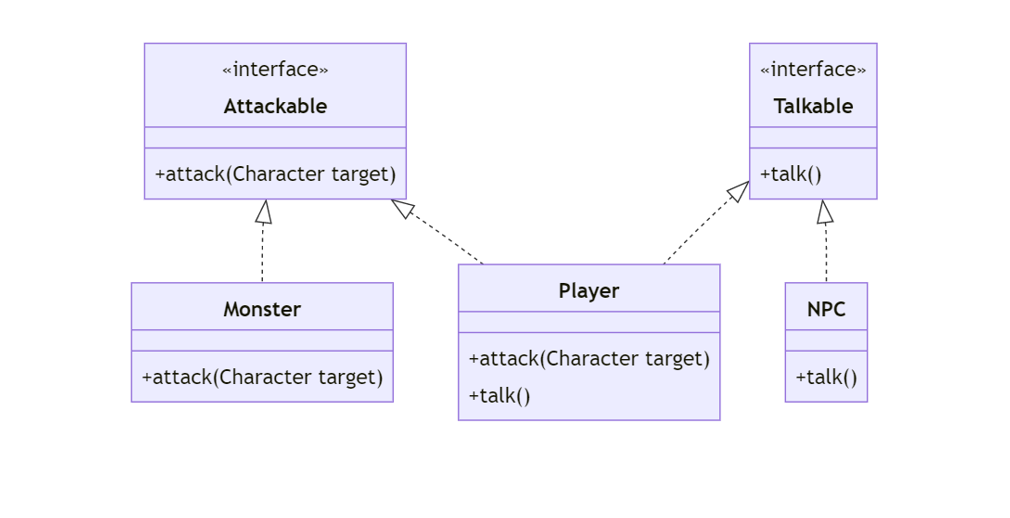 «interface»
Attackable
+attack(Character target)
«interface»
Talkable
+talk()
Monster
+attack(Character target)
Player
+attack(Character target)
+talk()
NPC
+talk()